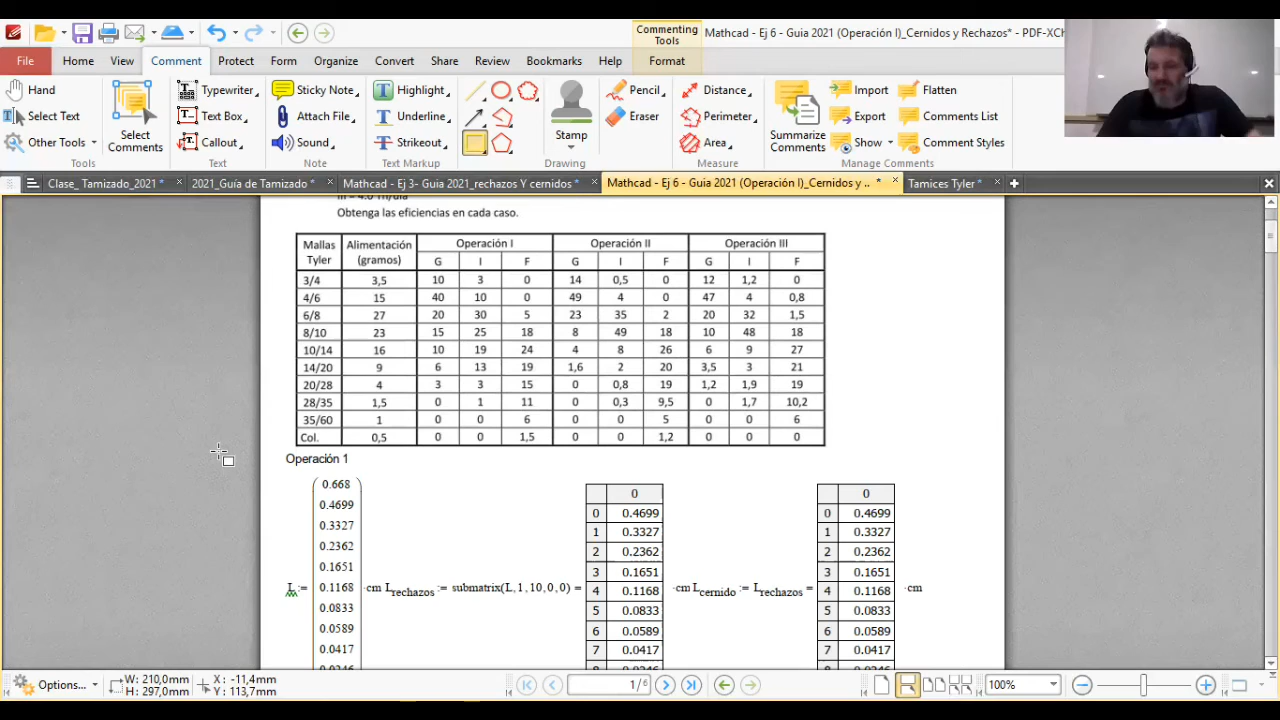 Commenting
Tools
Mathcad - Ej 6 - Guia 2021 (Operación I)_Cernidos y Rechazos* - PDF-XCH
File Home View Comment Protect Form Organize Convert Share Review Bookmarks Help Format
Hand Typewriter Sticky Note Highlight Pencil Distance Import Flatten
Select Text Text Box Attach File Underline Eraser Perimeter Export Comments List
Other Tools Select Comments Callout Sound Strikeout Stamp Area Summarize Comments Show Comment Styles
Tools Text Note Text Markup Drawing Measure Manage Comments
Clase_ Tamizado_2021 * 2021_Guía de Tamizado * Mathcad - Ej 3- Guia 2021_rechazos Y cernidos * Mathcad - Ej 6 - Guia 2021 (Operación I)_Cernidos y .. * Tamices Tyler *
Obtenga las eficiencias en cada caso.
Mallas Tyler Alimentación (gramos) Operación I Operación II Operación III
G I F G I F G I F
3/4 3,5 10 3 0 14 0,5 0 12 1,2 0
4/6 15 40 10 0 49 4 0 47 4 0,8
6/8 27 20 30 5 23 35 2 20 32 1,5
8/10 23 15 25 18 8 49 18 10 48 18
10/14 16 10 19 24 4 8 26 6 9 27
14/20 9 6 13 19 1,6 2 20 3,5 3 21
20/28 4 3 3 15 0 0,8 19 1,2 1,9 19
28/35 1,5 0 1 11 0 0,3 9,5 0 1,7 10,2
35/60 1 0 0 6 0 0 5 0 0 6
Col. 0,5 0 0 1,5 0 0 1,2 0 0 0
Operación 1
0.668 0 0
0.4699 0 0.4699 0 0.4699
0.3327 1 0.3327 1 0.3327
0.2362 2 0.2362 2 0.2362
0.1651 3 0.1651 3 0.1651
L := 0.1168 ·cm Lrechazos := submatrix(L,1,10,0,0) = 4 0.1168 ·cm Lcernido := Lrechazos = 4 0.1168 ·cm
0.0833 5 0.0833 5 0.0833
0.0589 6 0.0589 6 0.0589
0.0417 7 0.0417 7 0.0417
Options... W: 210,0mm X: -11,4mm 1/6 100%
H: 297,0mm Y: 113,7mm